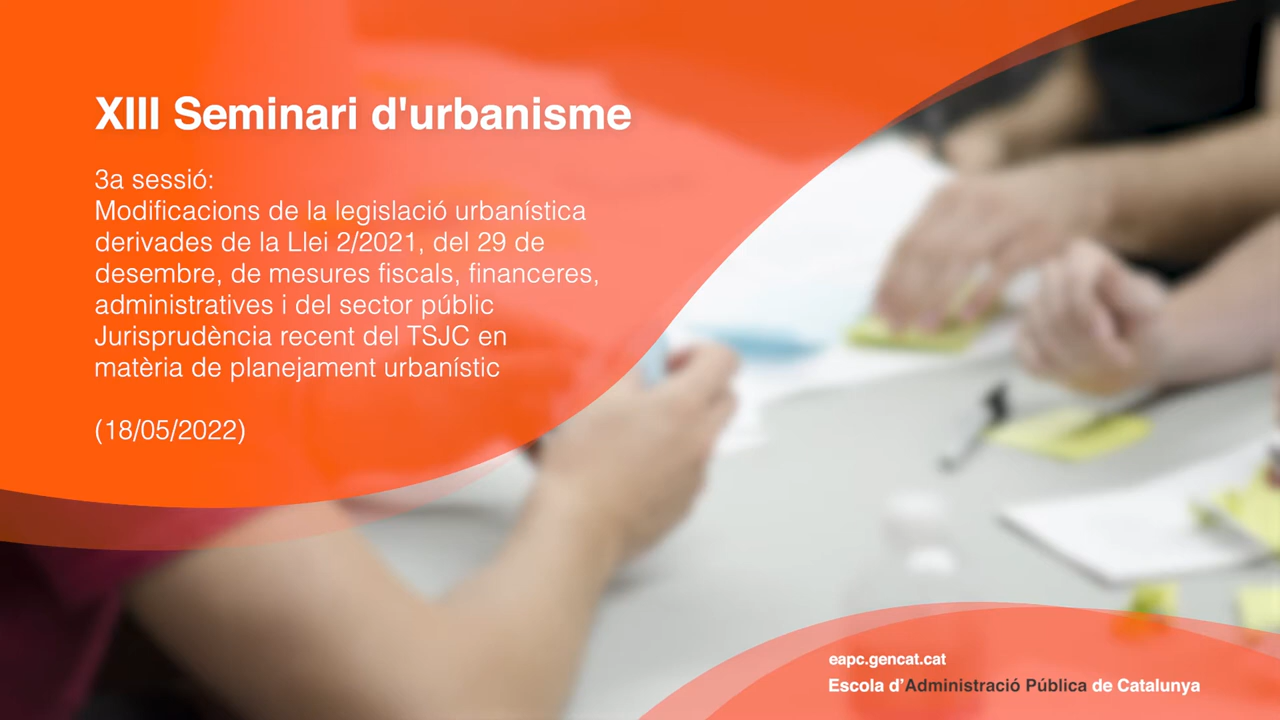 XIII Seminari d'urbanisme
3a sessió:
Modificacions de la legislació urbanística
derivades de la Llei 2/2021, del 29 de
desembre, de mesures fiscals, financeres,
administratives i del sector públic
Jurisprudència recent del TSJC en
matèria de planejament urbanístic
(18/05/2022)
eapc.gencat.cat
Escola d'Administració Pública de Catalunya